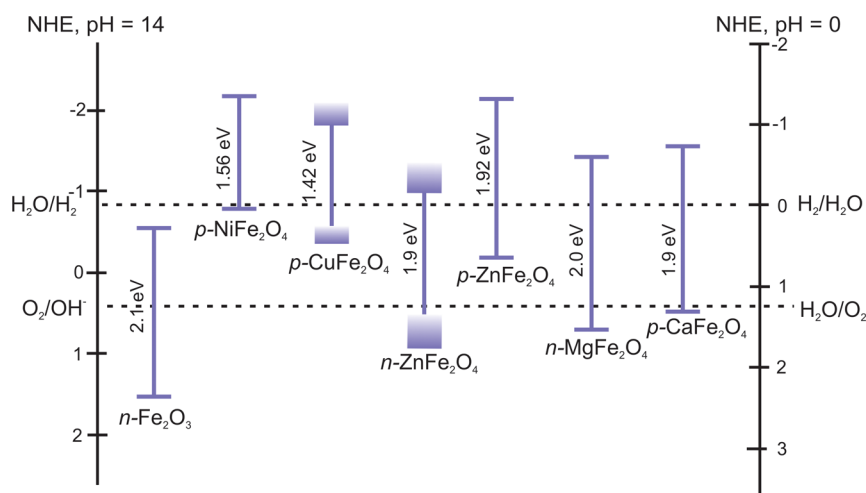 NHE, pH = 14
NHE, pH = 0
-2
-2
-1
-1
H₂O/H₂
0
H₂/H₂O
0
1
O₂/OH⁻
H₂O/O₂
1
2
2
3
1.56 eV
1.42 eV
1.92 eV
1.9 eV
2.0 eV
1.9 eV
2.1eV
p-NiFe₂O₄
p-CuFe₂O₄
p-ZnFe₂O₄
n-ZnFe₂O₄
n-MgFe₂O₄
p-CaFe₂O₄
n-Fe₂O₃